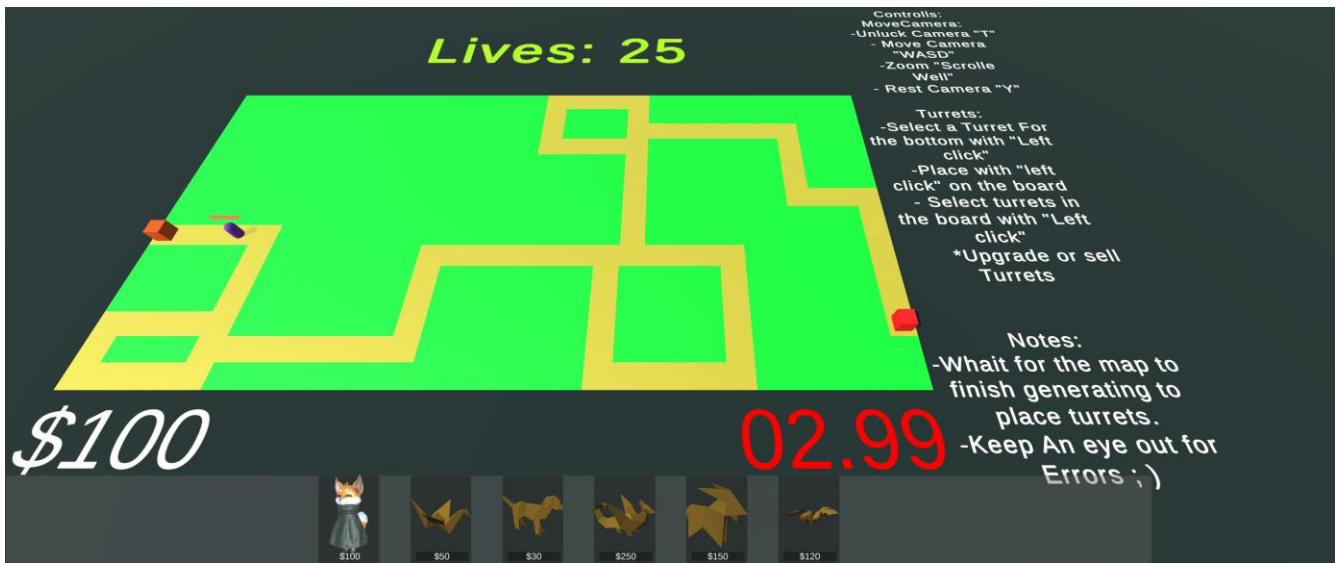 Lives: 25
Controlls:
MoveCamera:
-Unluck Camera "T"
- Move Camera
"WASD"
-Zoom "Scrolle
Well"
- Rest Camera "Y"
Turrets:
-Select a Turret For
the bottom with "Left
click"
-Place with "left
click" on the board
- Select turrets in
the board with "Left
click"
*Upgrade or sell
Turrets
Notes:
-Whait for the map to
finish generating to
place turrets.
-Keep An eye out for
Errors ; )
$100
02.99
$100
$50
$30
$250
$150
$120